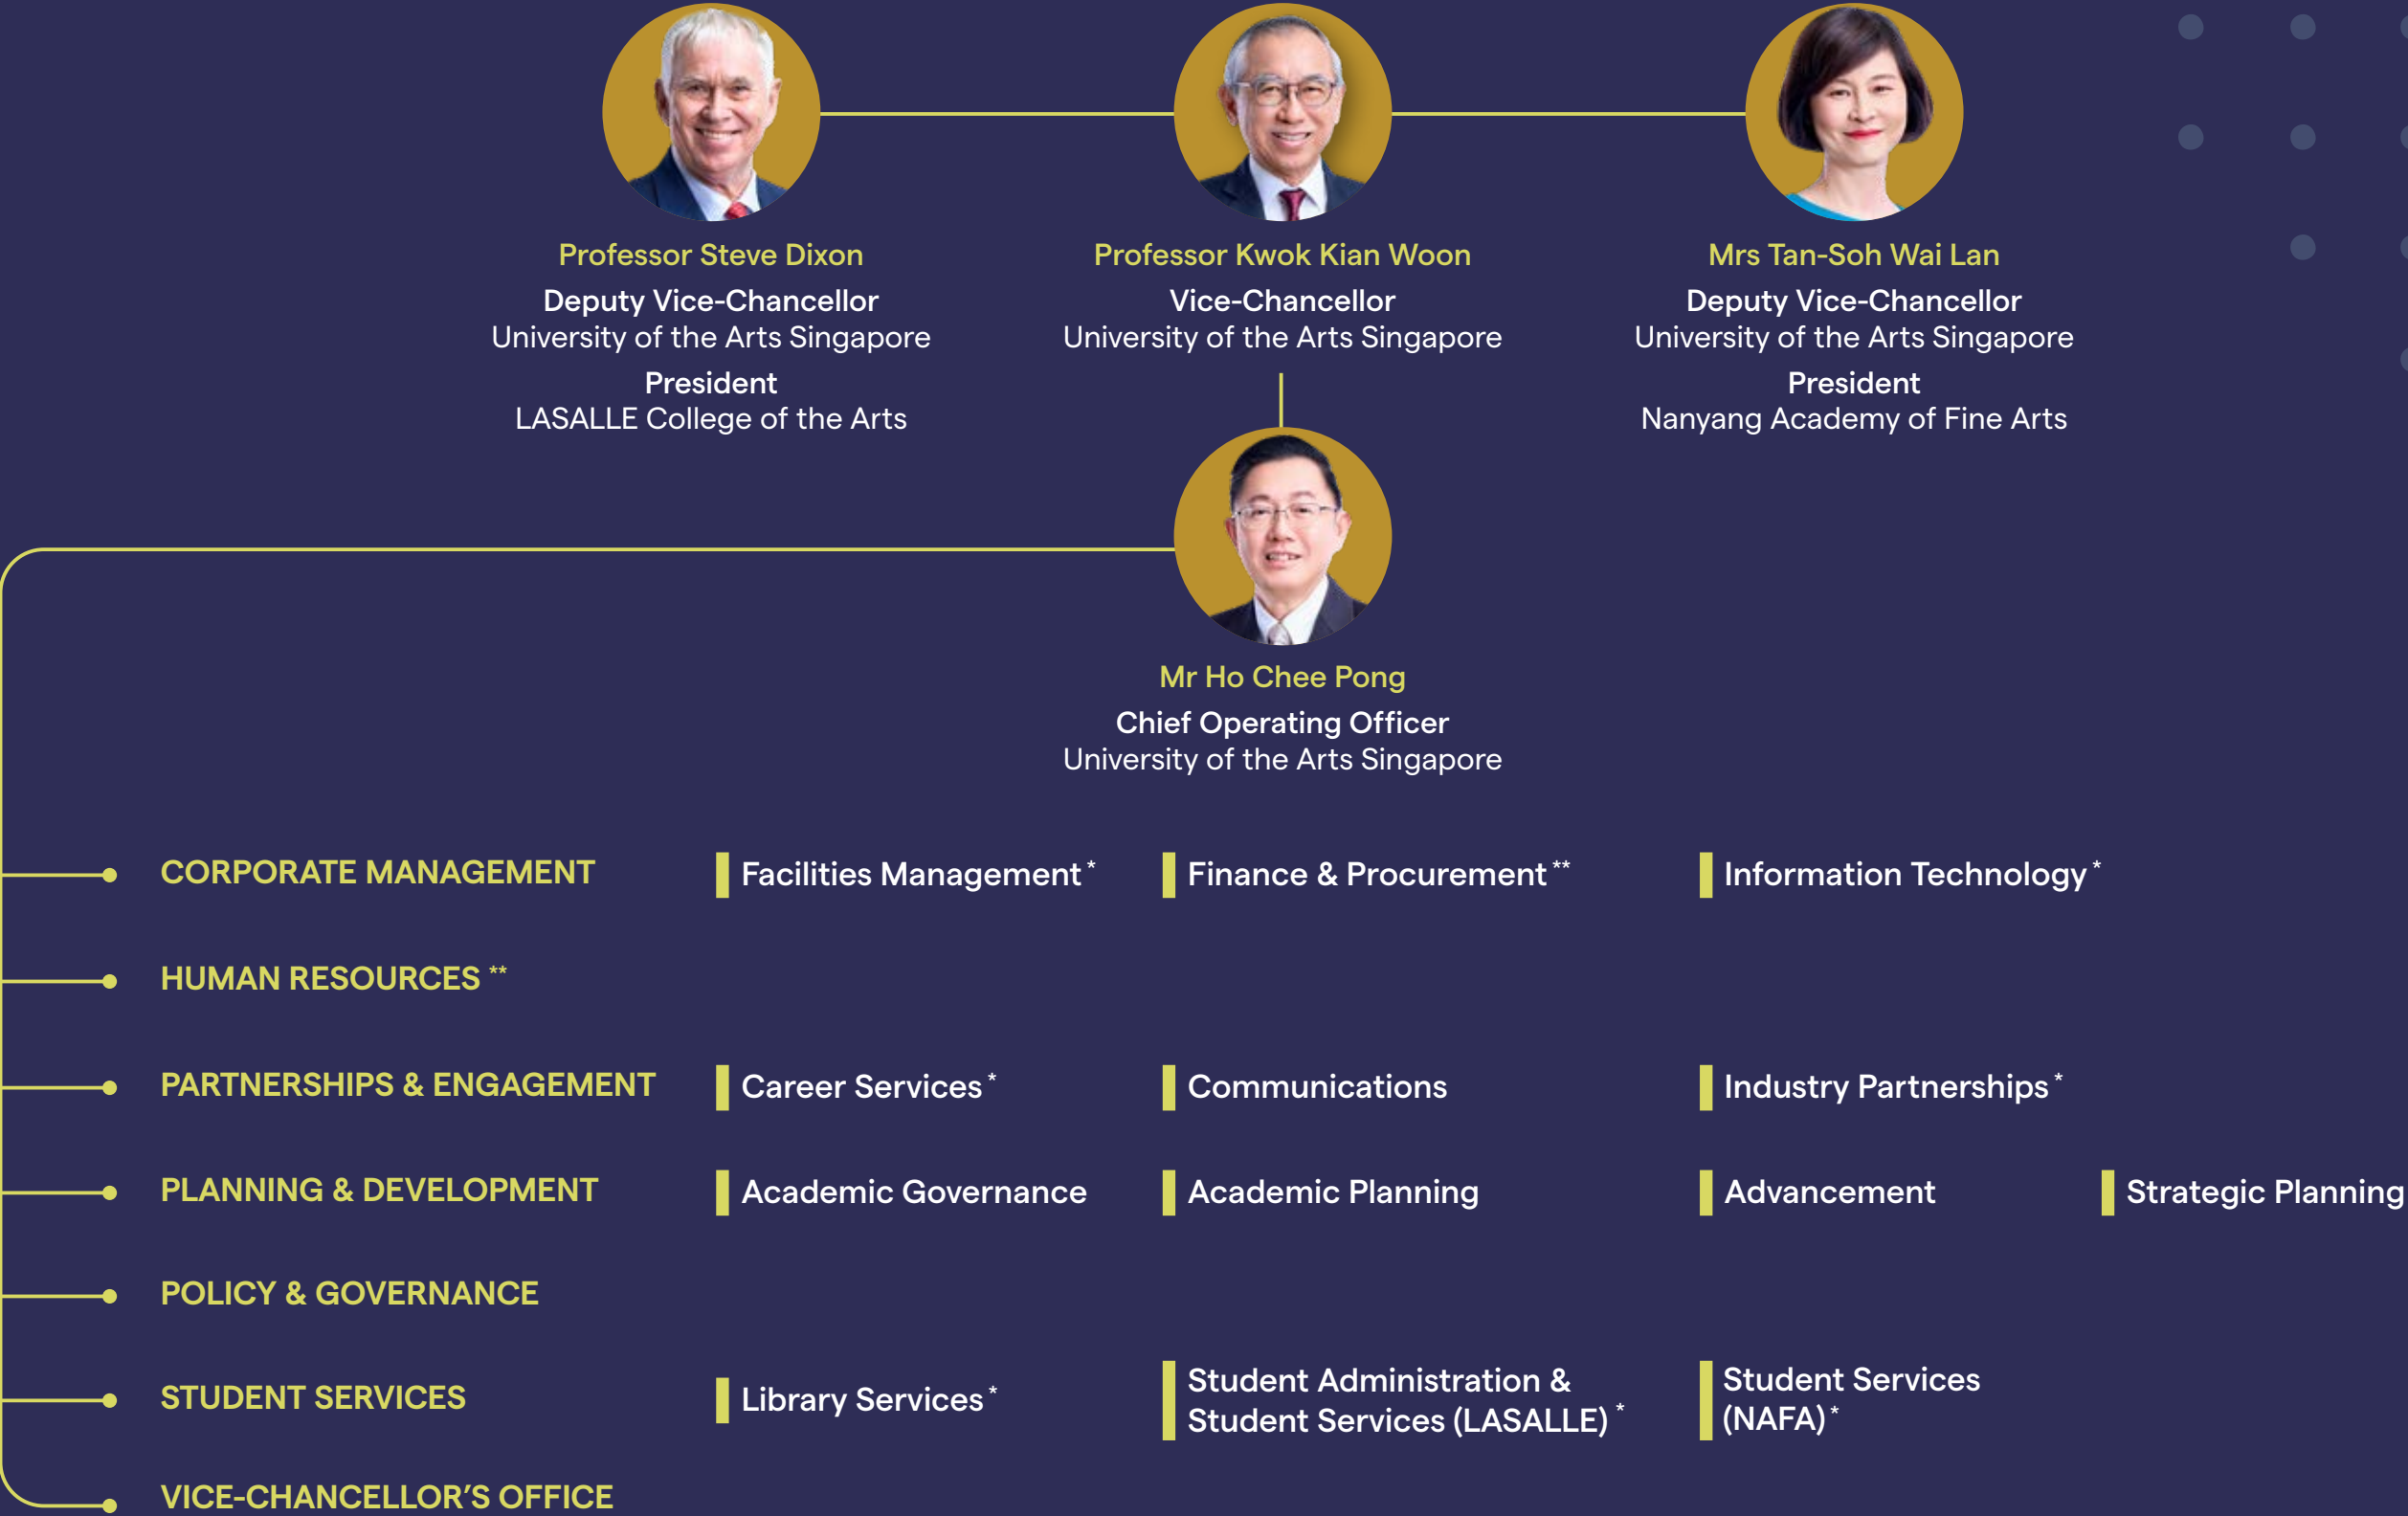 Professor Steve Dixon
Deputy Vice-Chancellor
University of the Arts Singapore
President
LASALLE College of the Arts
Professor Kwok Kian Woon
Vice-Chancellor
University of the Arts Singapore
Mrs Tan-Soh Wai Lan
Deputy Vice-Chancellor
University of the Arts Singapore
President
Nanyang Academy of Fine Arts
Mr Ho Chee Pong
Chief Operating Officer
University of the Arts Singapore
CORPORATE MANAGEMENT
Facilities Management*
Finance & Procurement**
Information Technology*
HUMAN RESOURCES **
PARTNERSHIPS & ENGAGEMENT
Career Services*
Communications
Industry Partnerships*
PLANNING & DEVELOPMENT
Academic Governance
Academic Planning
Advancement
Strategic Planning
POLICY & GOVERNANCE
STUDENT SERVICES
Library Services*
Student Administration &
Student Services (LASALLE)*
Student Services
(NAFA)*
VICE-CHANCELLOR’S OFFICE